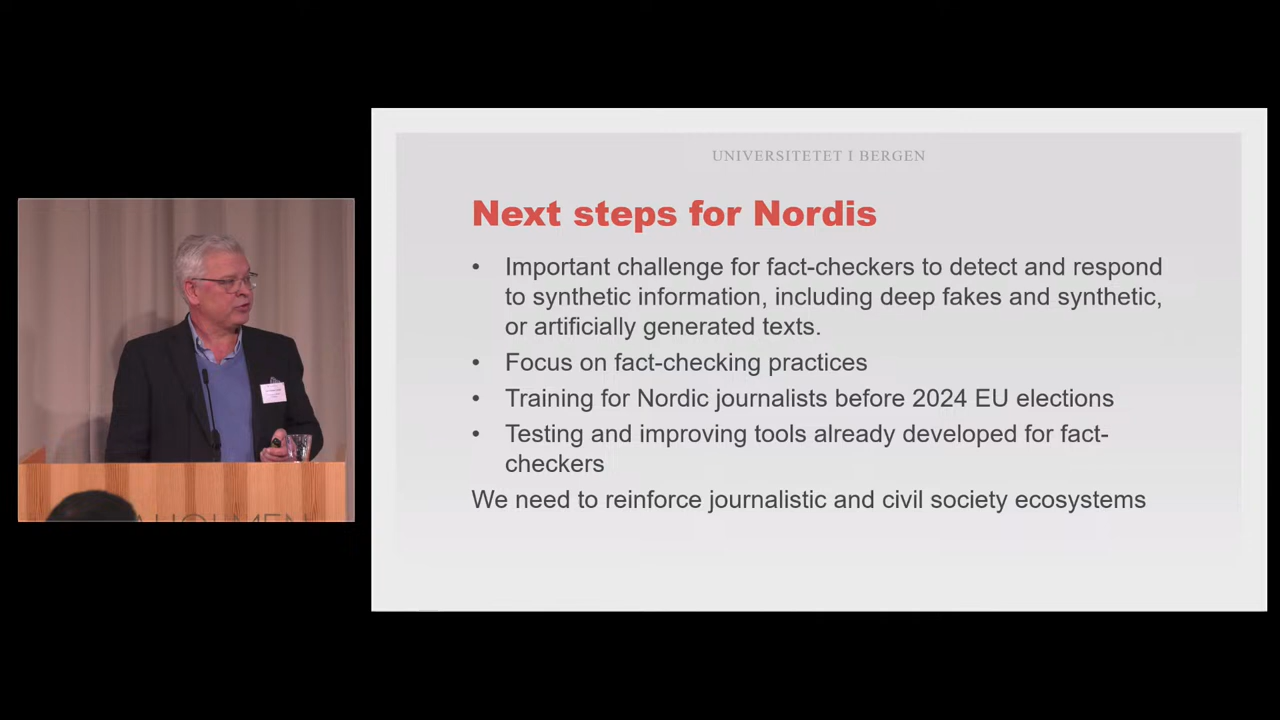 UNIVERSITETET I BERGEN
Next steps for Nordis
• Important challenge for fact-checkers to detect and respond
to synthetic information, including deep fakes and synthetic,
or artificially generated texts.
• Focus on fact-checking practices
• Training for Nordic journalists before 2024 EU elections
• Testing and improving tools already developed for fact-
checkers
We need to reinforce journalistic and civil society ecosystems